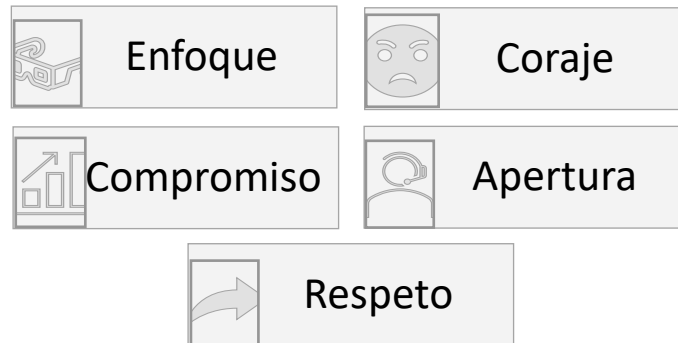 Enfoque
Coraje
Compromiso
Apertura
Respeto